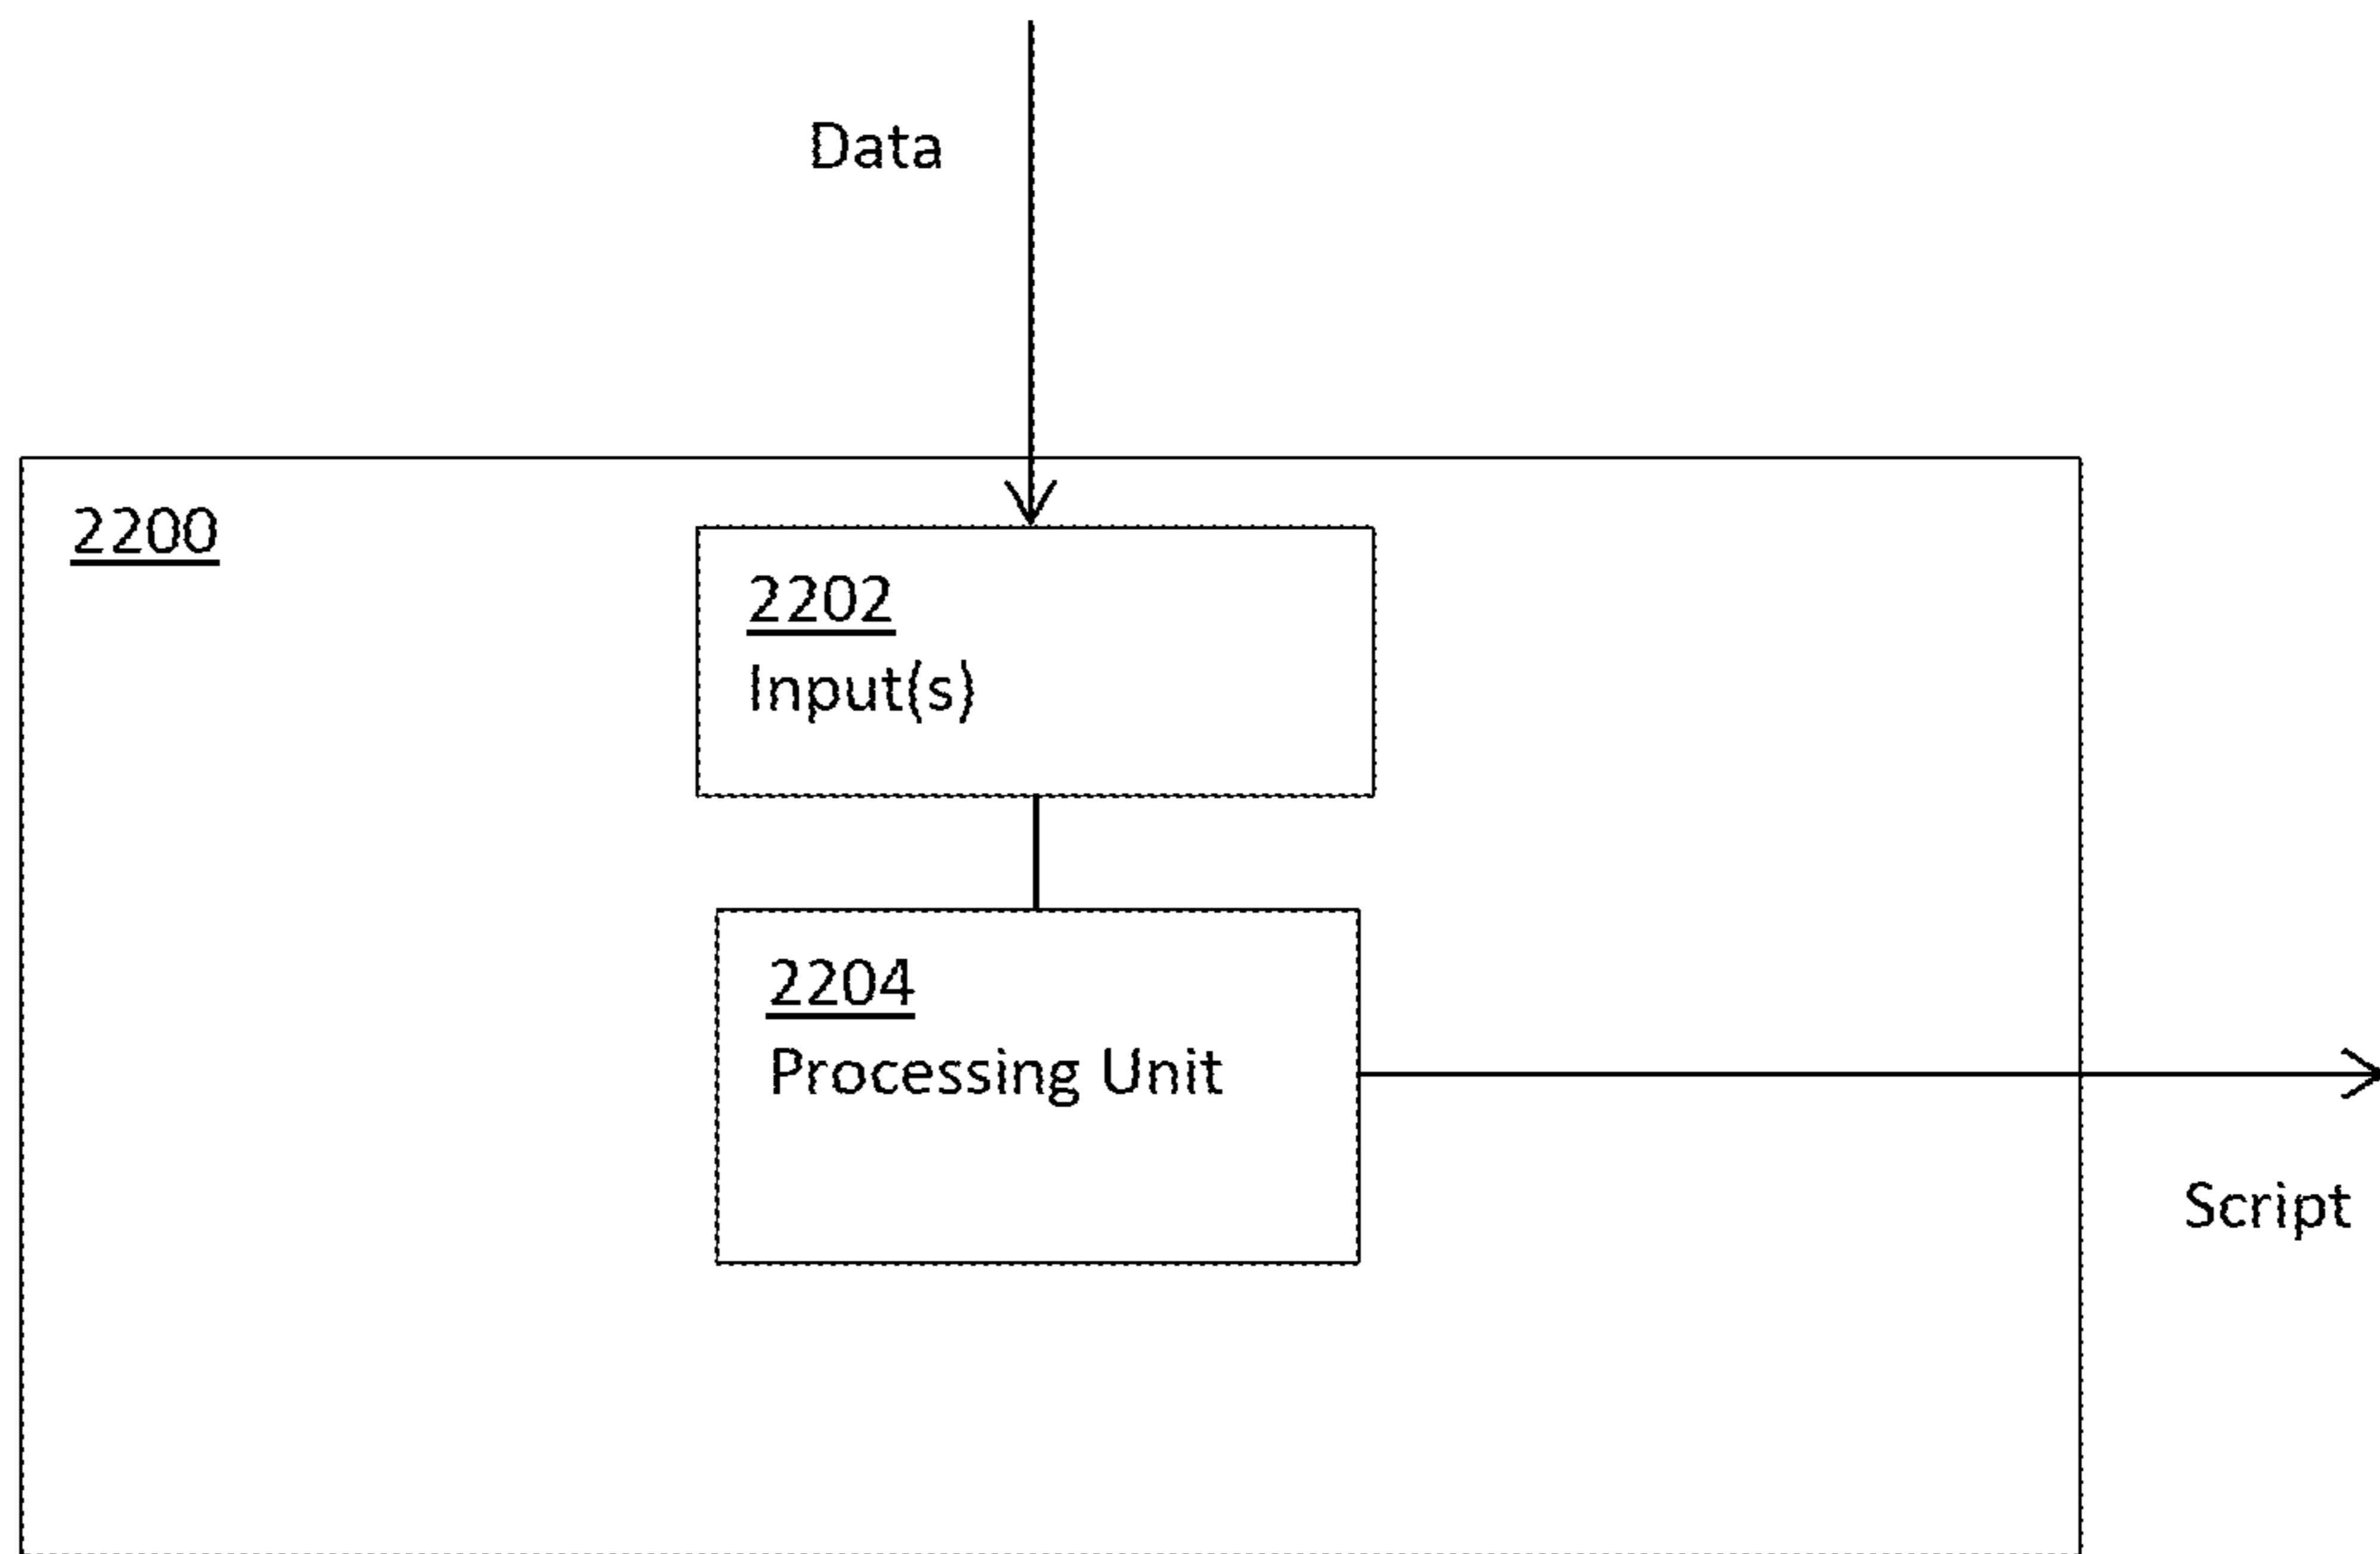 Data
2200
2202
Input(s)
2204
Processing Unit
Script